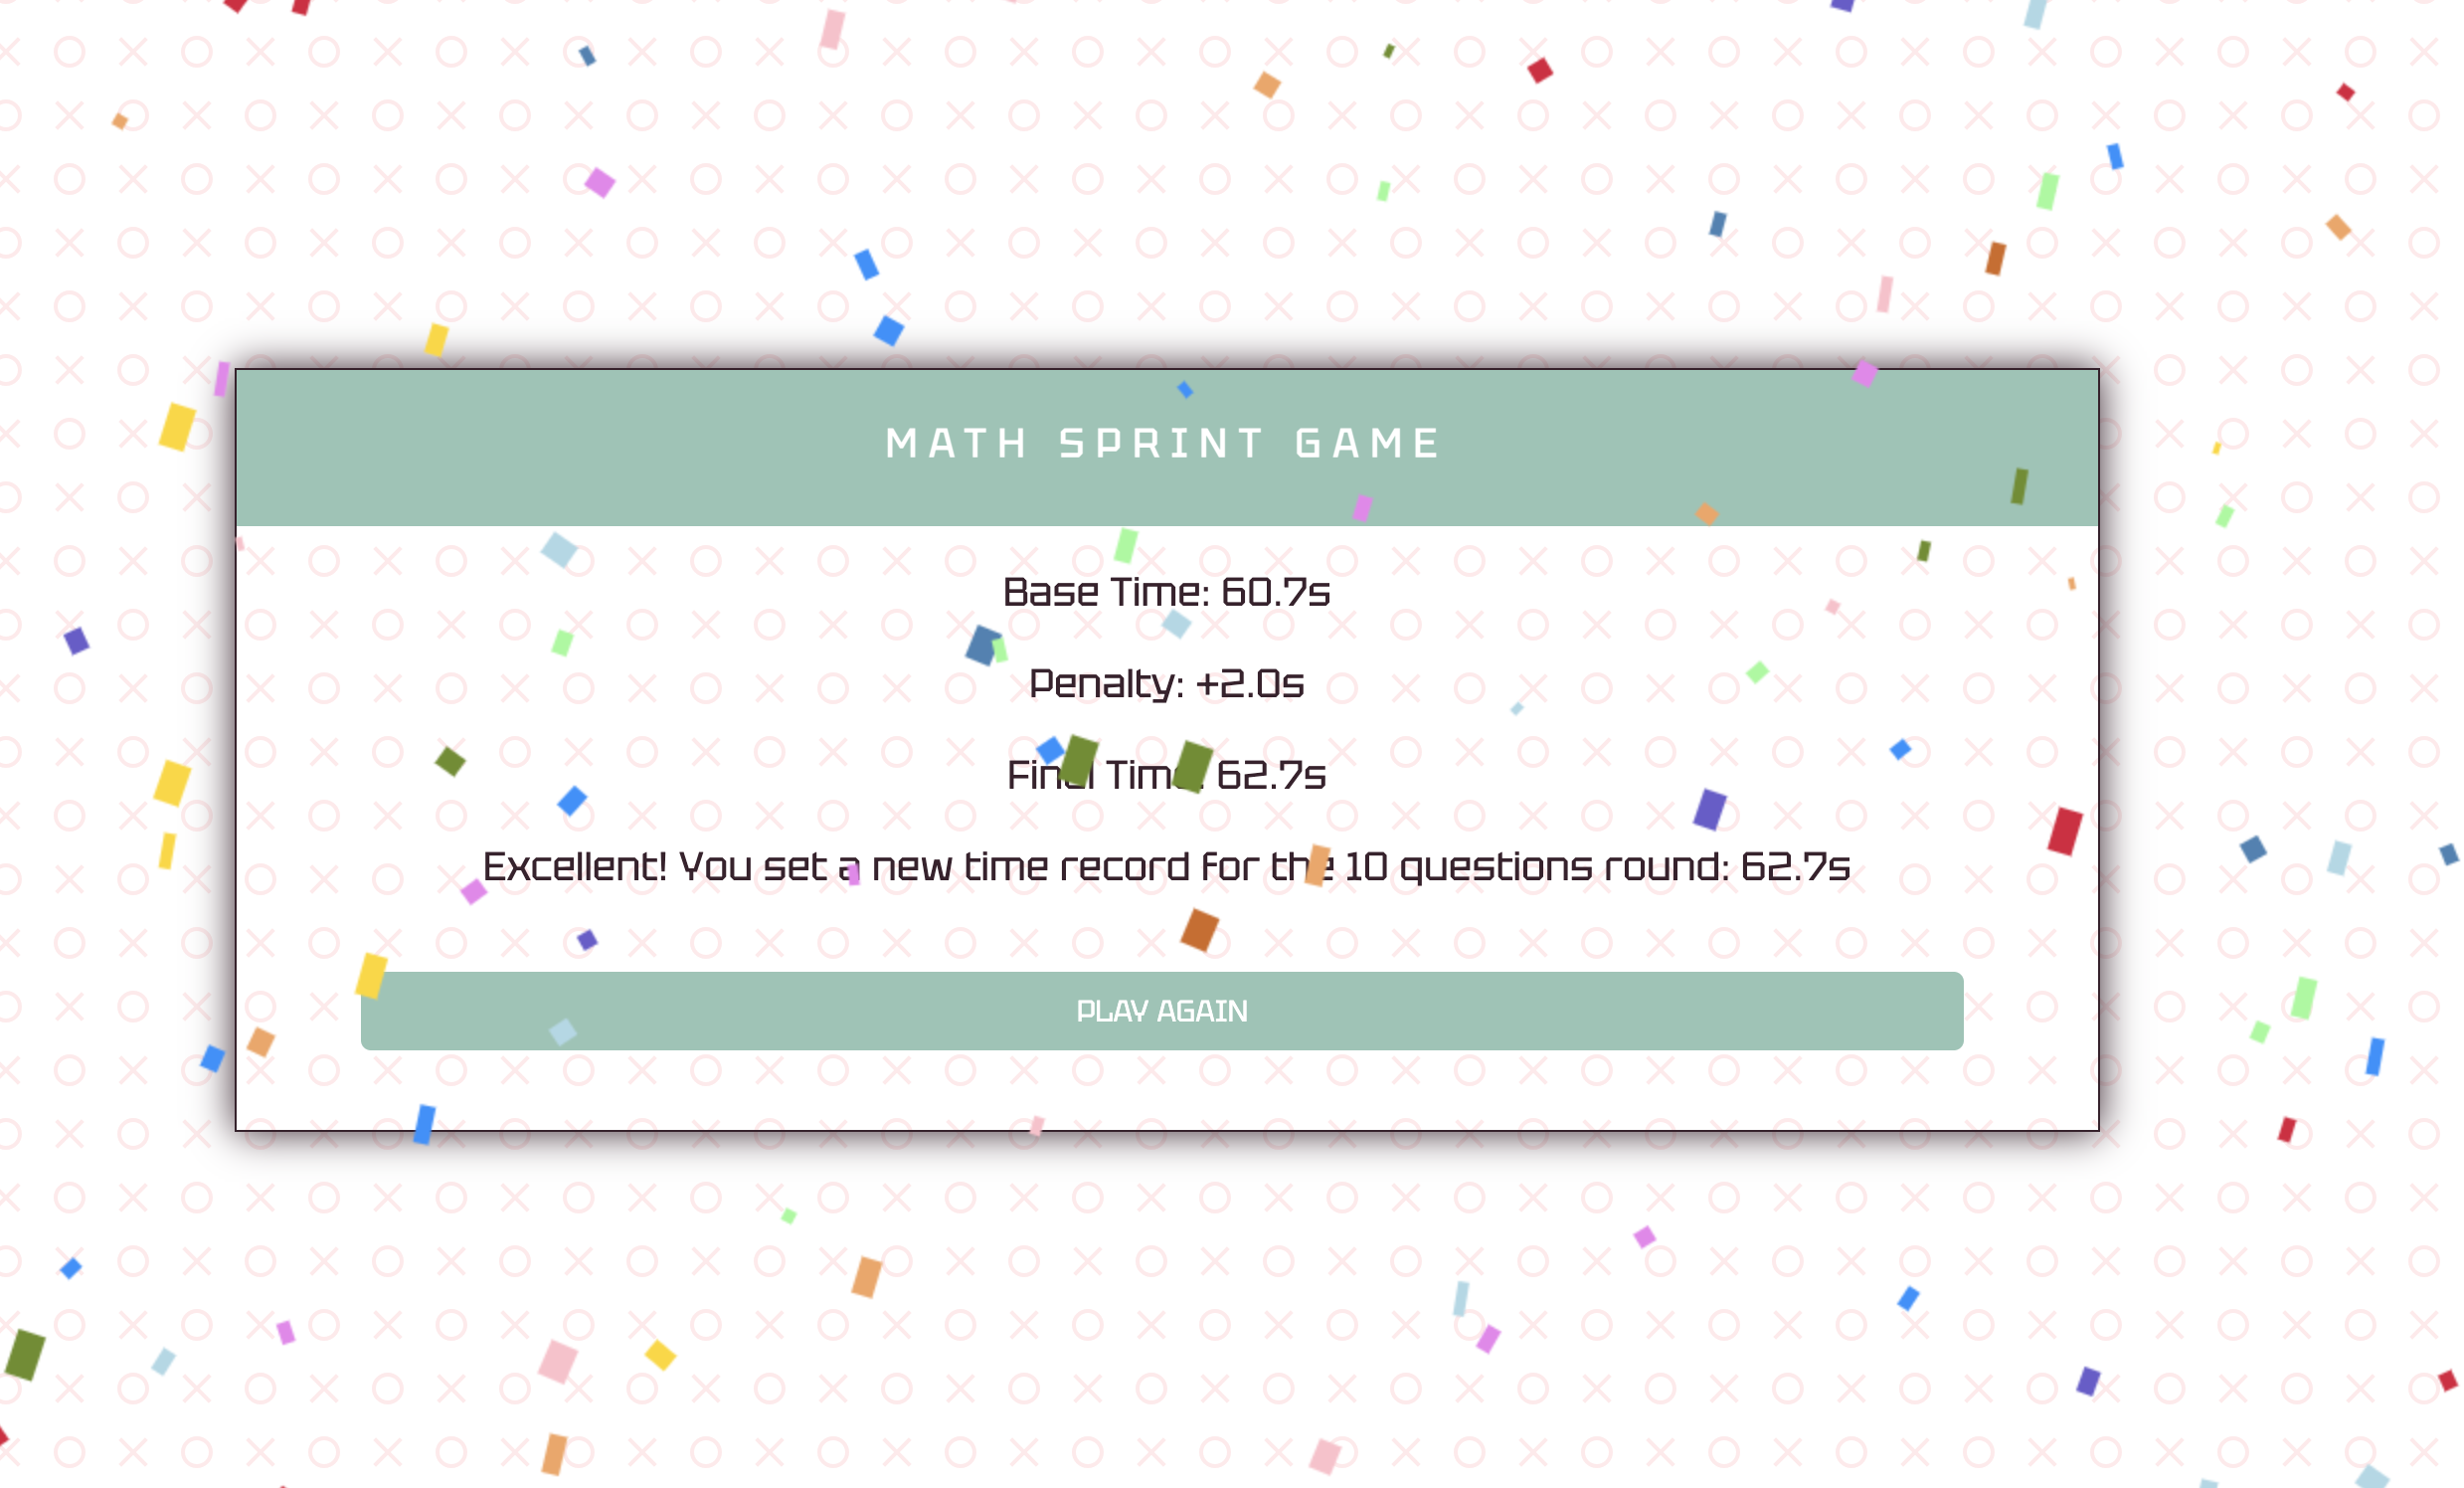 MATH SPRINT GAME
Base Time: 60.7s
Penalty: +2.0s
Final Time: 62.7s
Excellent! You set a new time record for the 10 questions round: 62.7s
PLAY AGAIN